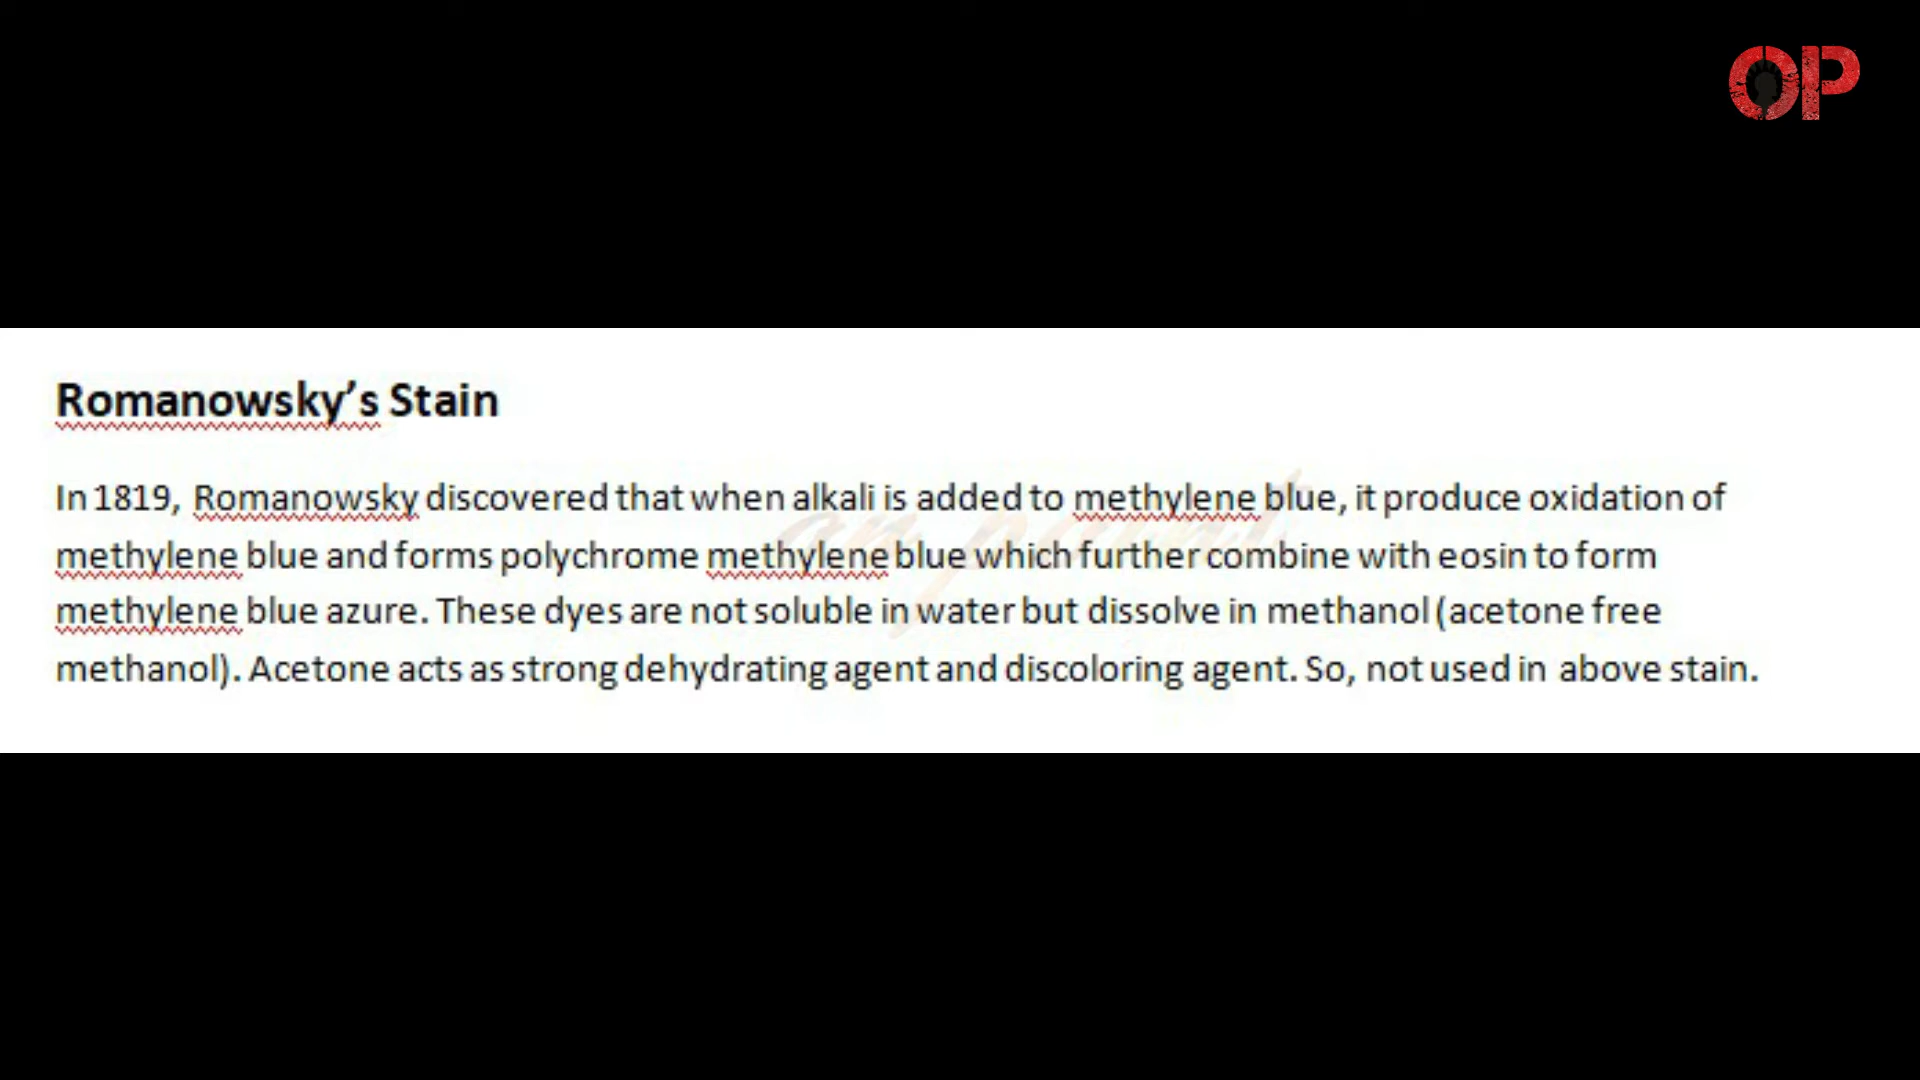 OP
Romanowsky’s Stain
In 1819, Romanowsky discovered that when alkali is added to methylene blue, it produce oxidation of
methylene blue and forms polychrome methylene blue which further combine with eosin to form
methylene blue azure. These dyes are not soluble in water but dissolve in methanol (acetone free
methanol). Acetone acts as strong dehydrating agent and discoloring agent. So, not used in above stain.